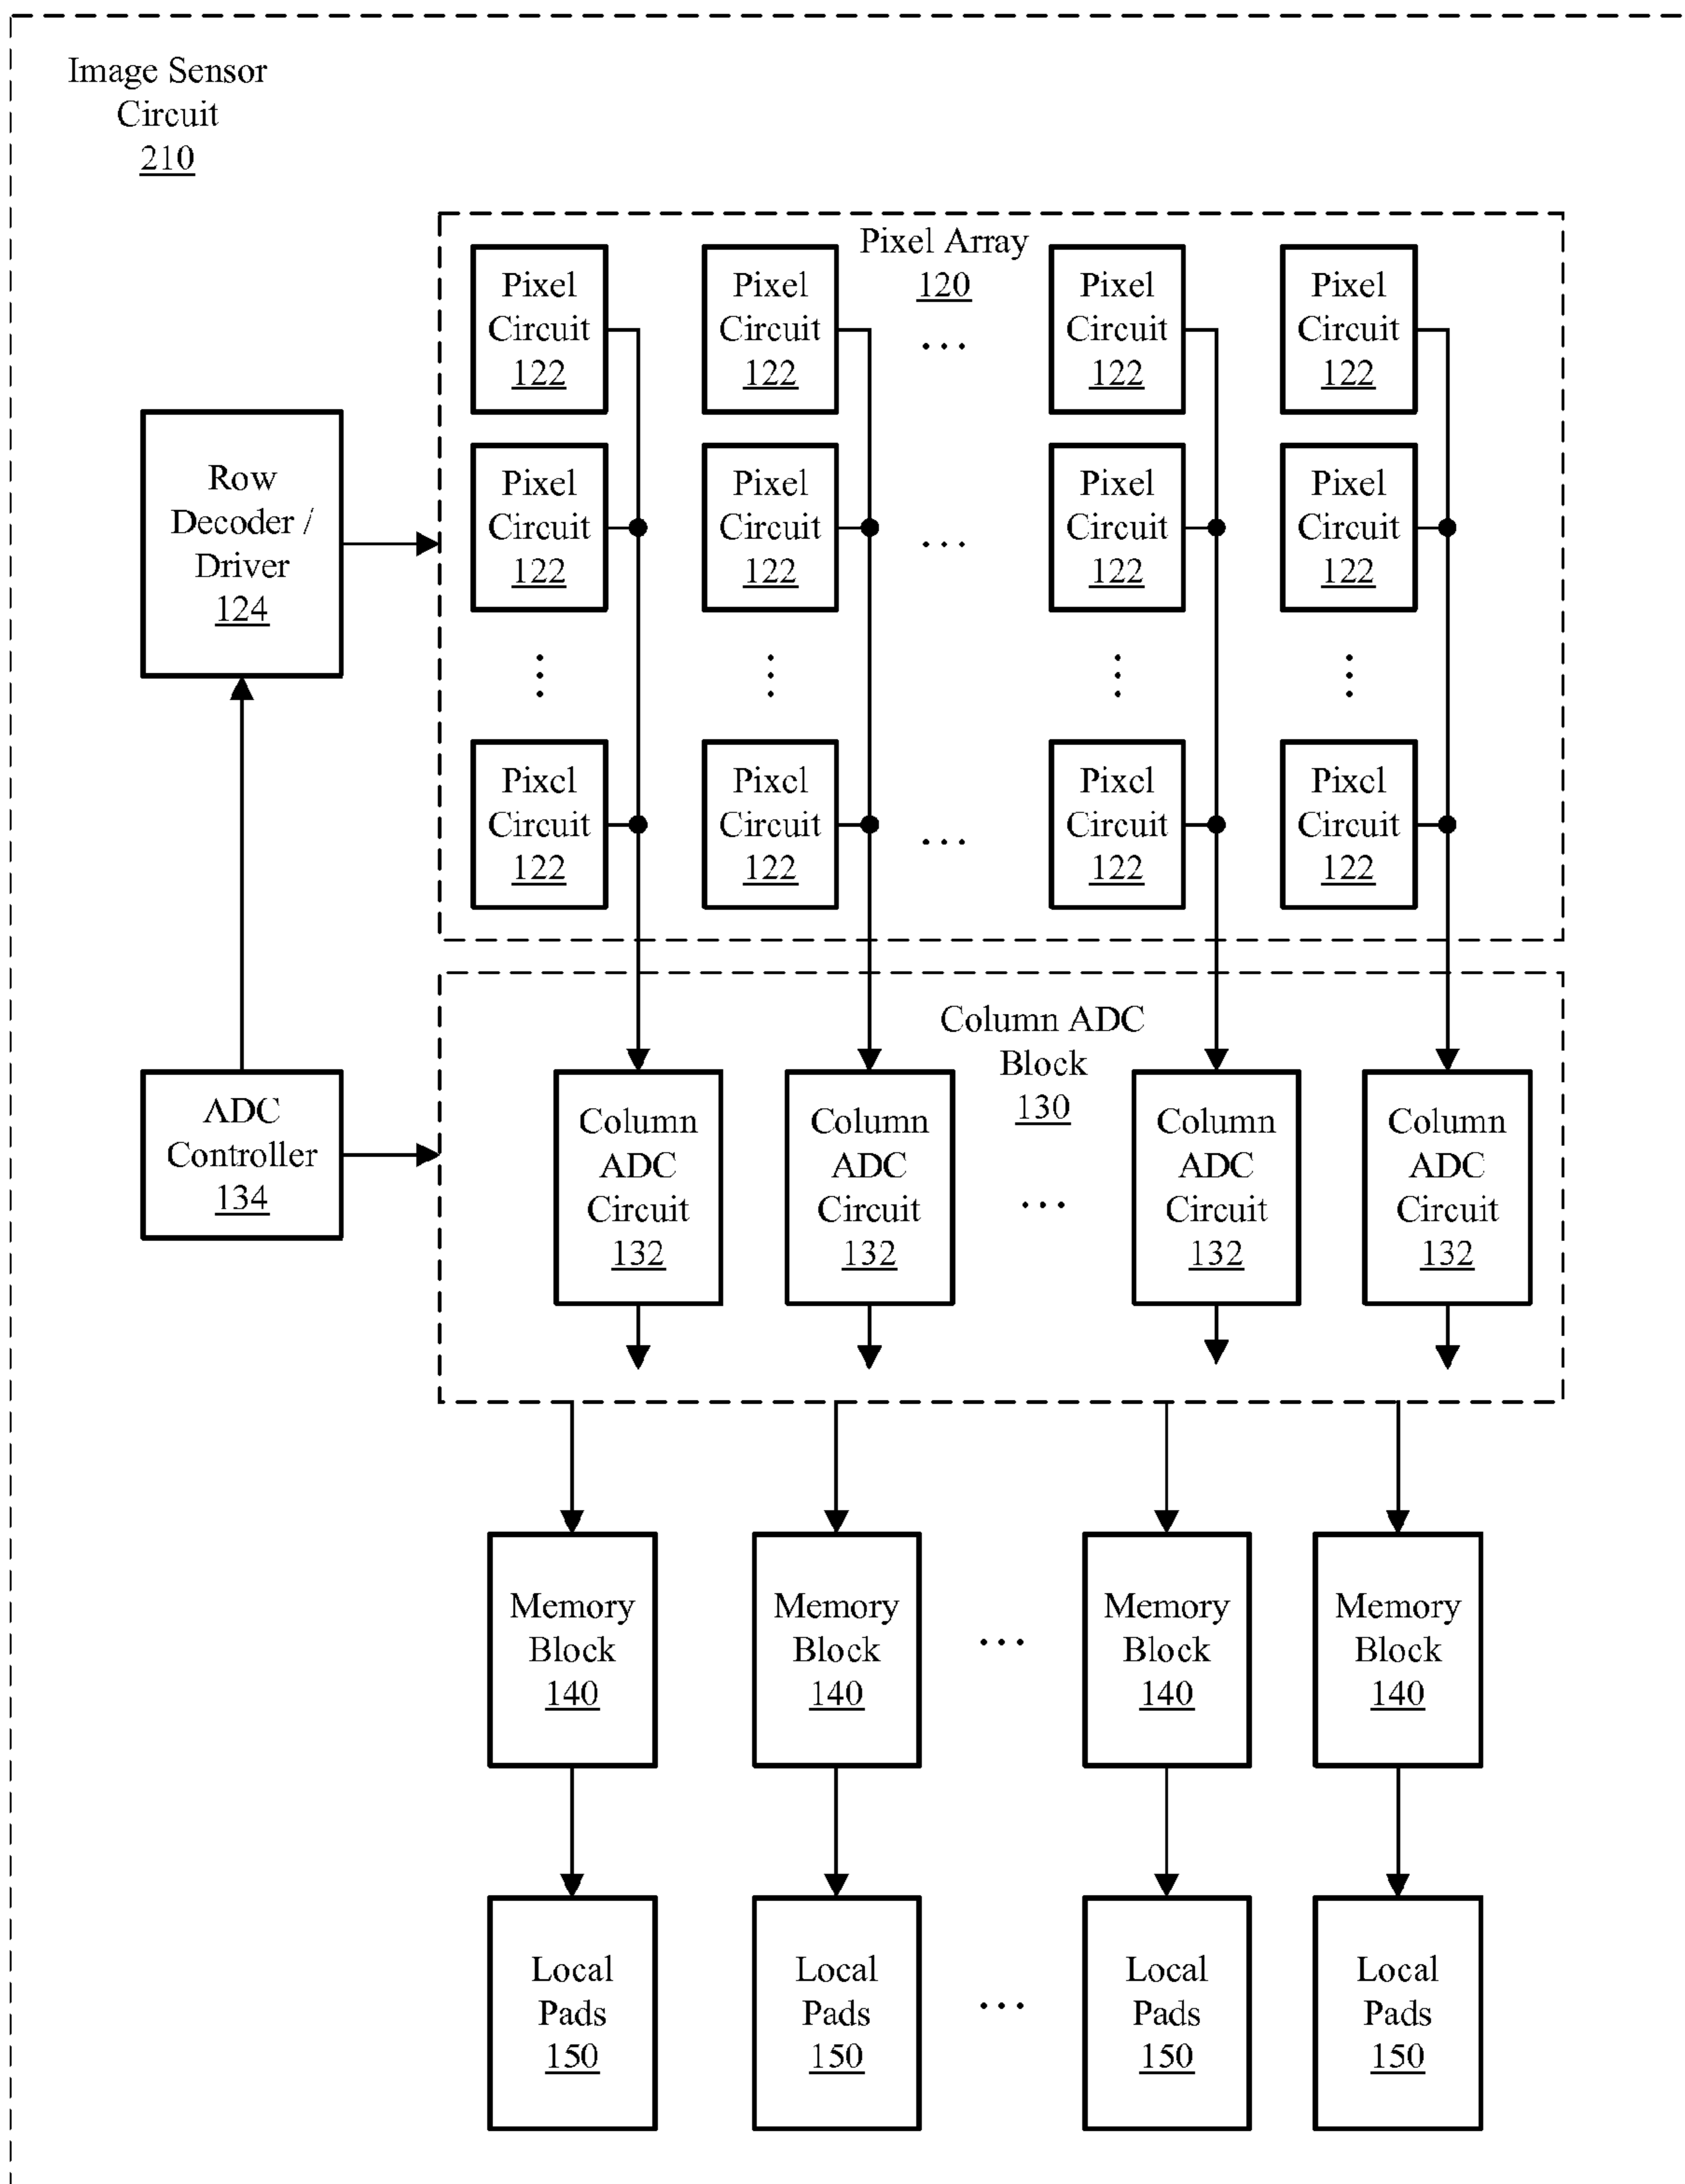 Image Sensor
Circuit
210
Pixel Array
120
Pixel Circuit 122
Pixel Circuit 122
...
Pixel Circuit 122
Pixel Circuit 122
Row
Decoder /
Driver
124
Pixel Circuit 122
Pixel Circuit 122
...
Pixel Circuit 122
Pixel Circuit 122
Pixel Circuit 122
Pixel Circuit 122
...
Pixel Circuit 122
Pixel Circuit 122
Column ADC
Block
130
ADC
Controller
134
Column
ADC
Circuit
132
Column
ADC
Circuit
132
...
Column
ADC
Circuit
132
Column
ADC
Circuit
132
Memory
Block
140
Memory
Block
140
...
Memory
Block
140
Memory
Block
140
Local
Pads
150
Local
Pads
150
...
Local
Pads
150
Local
Pads
150